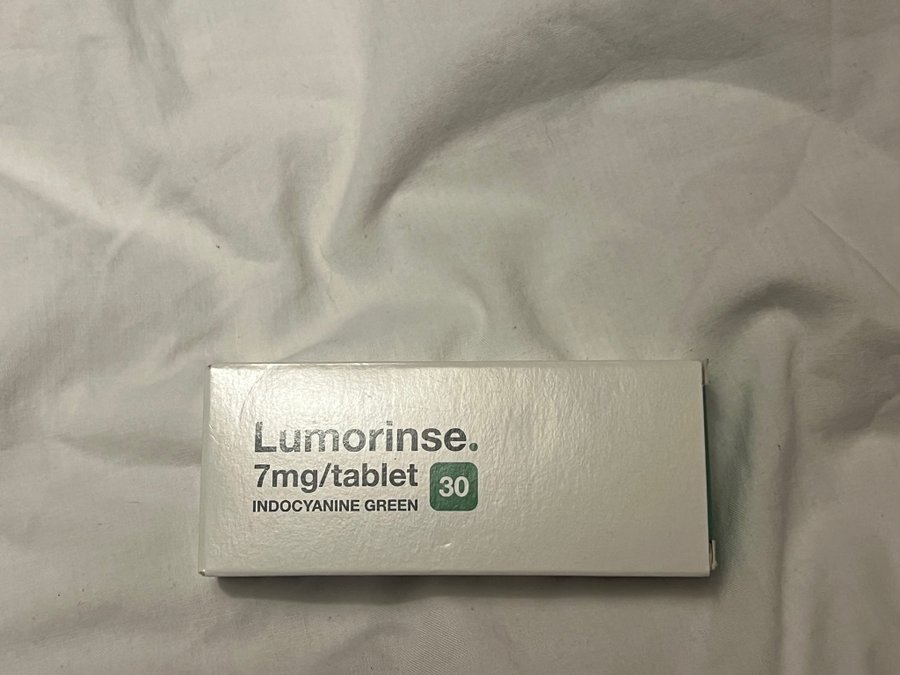 Lumorinse.
7mg/tablet
INDOCYANINE GREEN
30